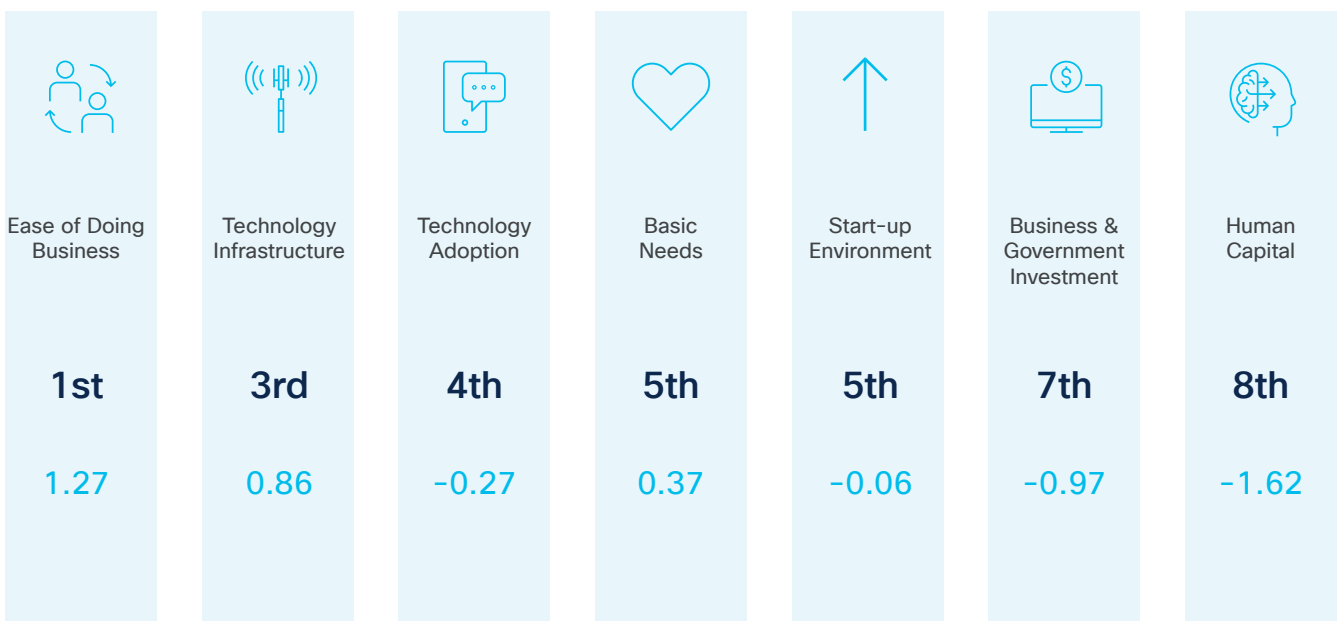 $
Ease of Doing
Business
1st
1.27
Technology
Infrastructure
3rd
0.86
Technology
Adoption
4th
-0.27
Basic
Needs
5th
0.37
Start-up
Environment
5th
-0.06
Business &
Government
Investment
7th
-0.97
Human
Capital
8th
-1.62